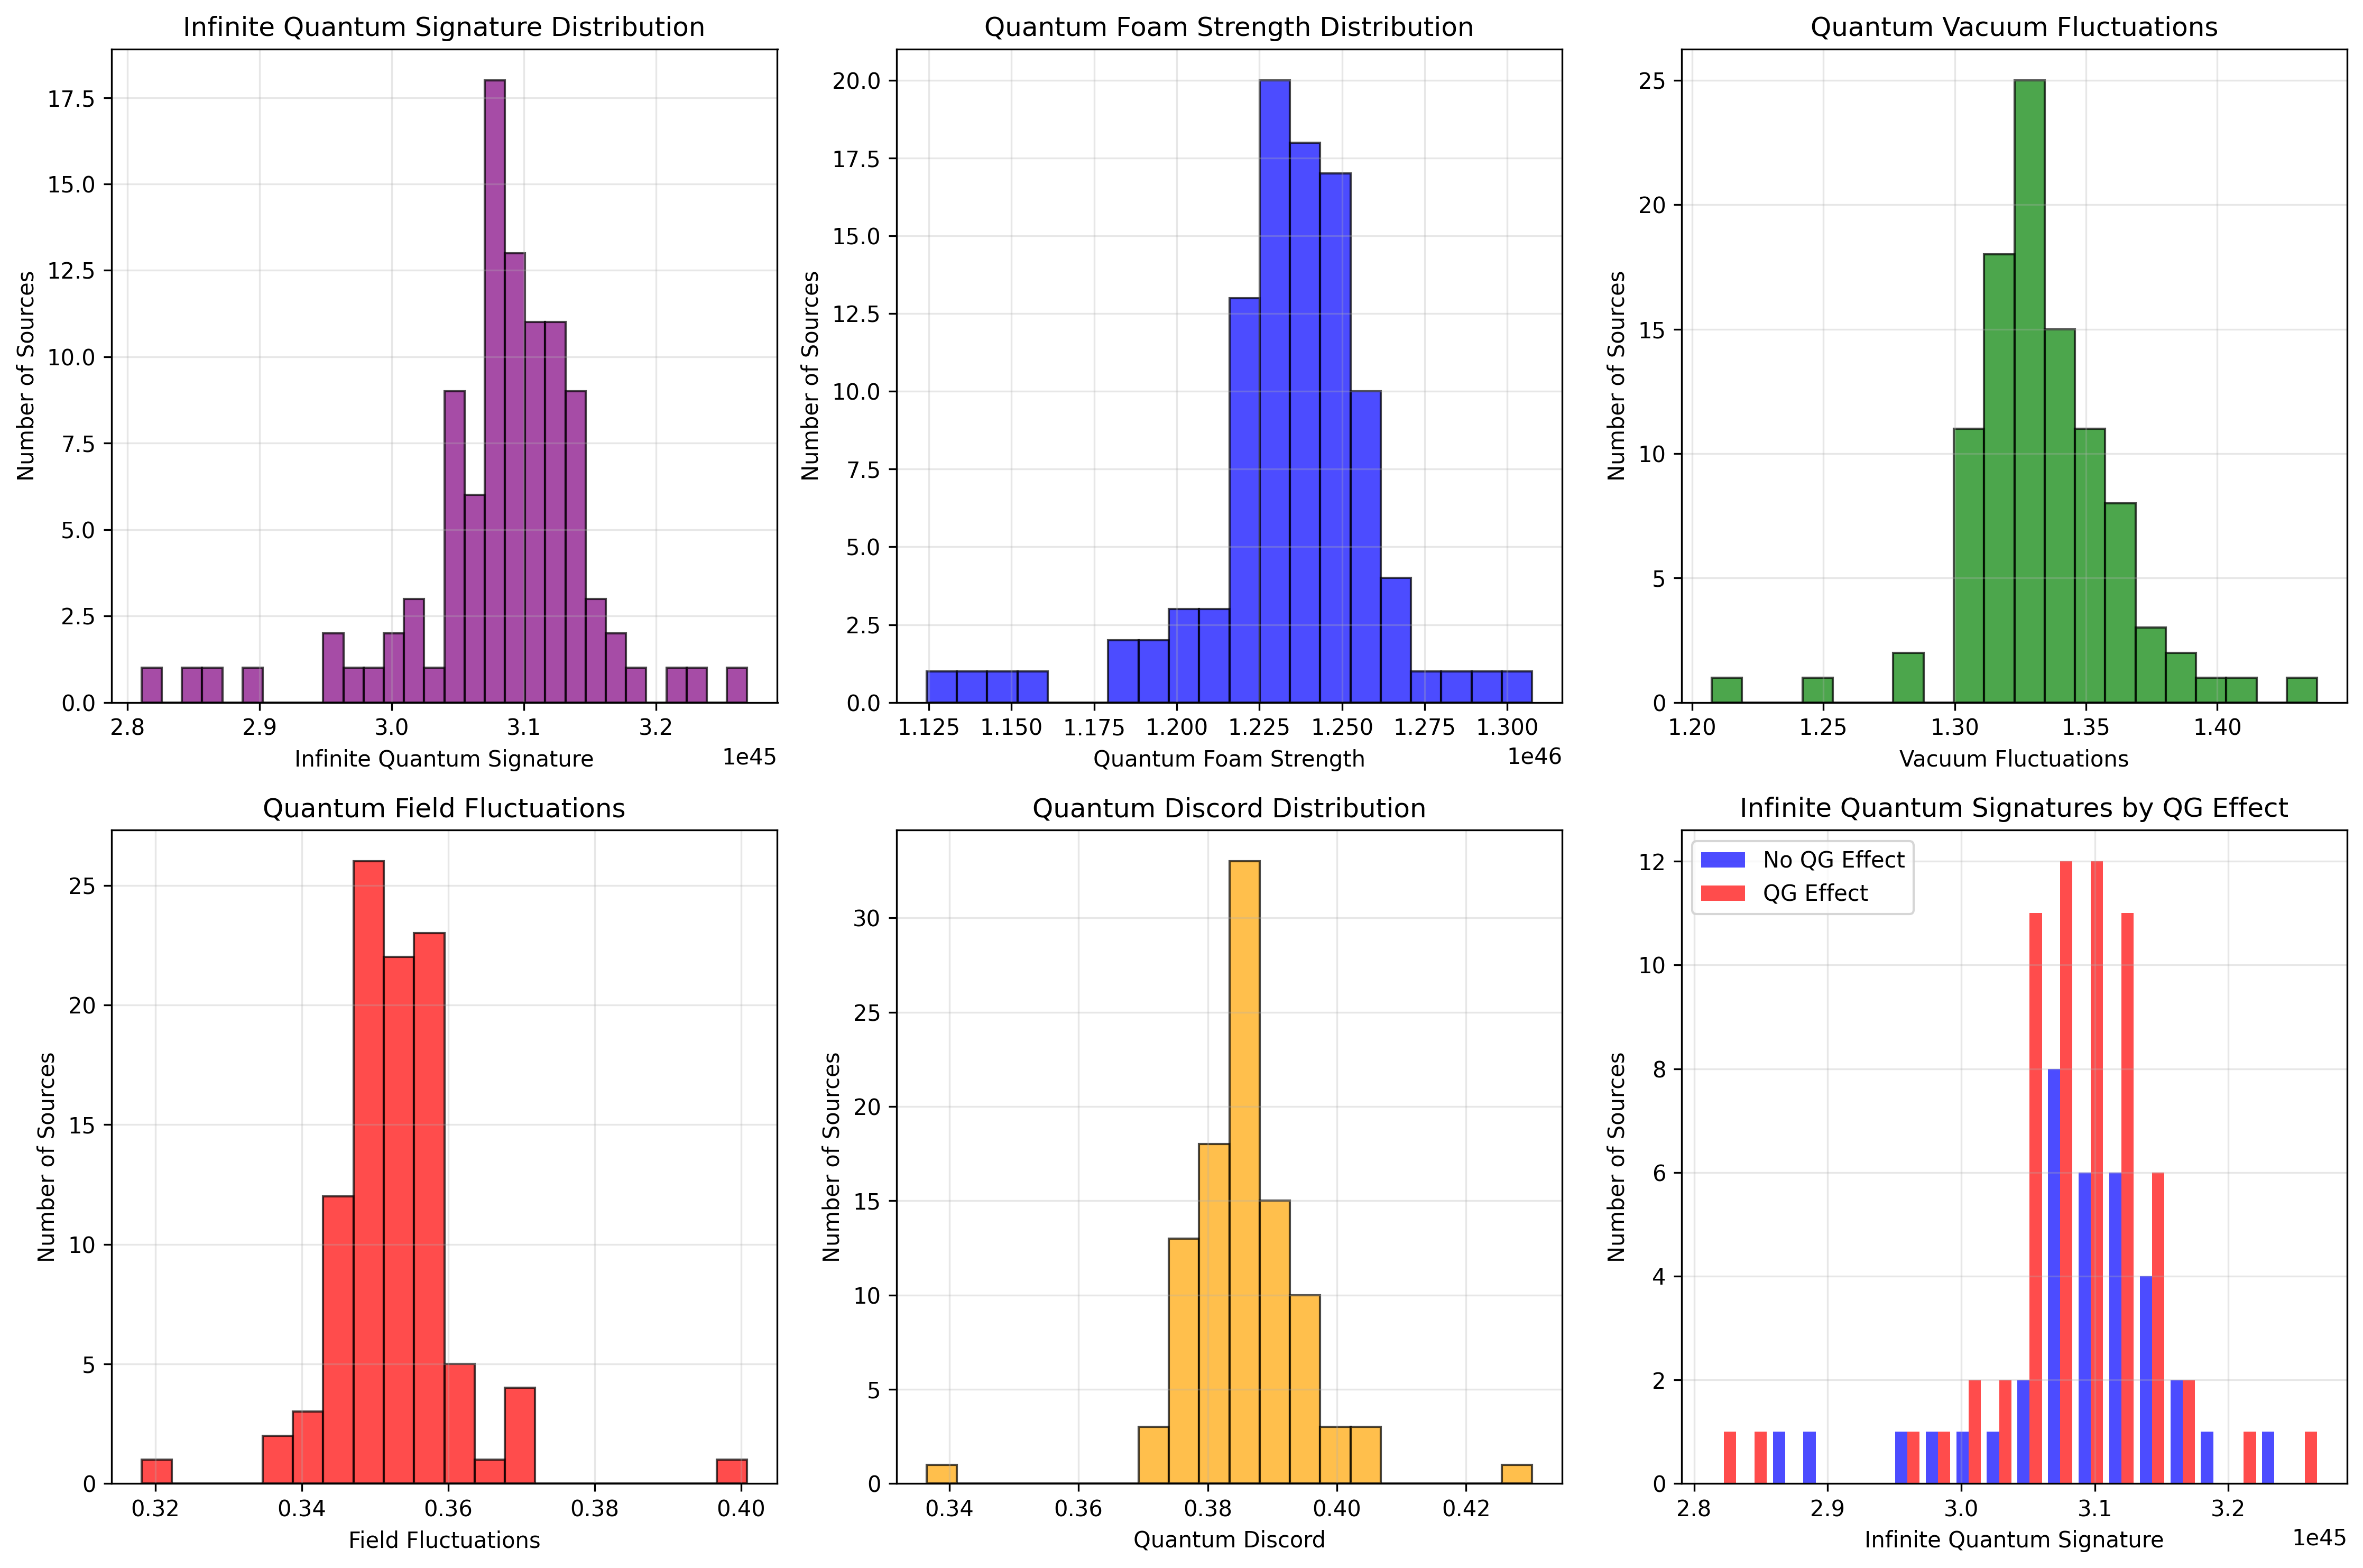 Infinite Quantum Signature Distribution
Number of Sources
17.5
15.0
12.5
10.0
7.5
5.0
2.5
0.0
2.8 2.9 3.0 3.1 3.2
Infinite Quantum Signature
1e45
Quantum Foam Strength Distribution
Number of Sources
20.0
17.5
15.0
12.5
10.0
7.5
5.0
2.5
0.0
1.125 1.150 1.175 1.200 1.225 1.250 1.275 1.300
Quantum Foam Strength
1e46
Quantum Vacuum Fluctuations
Number of Sources
25
20
15
10
5
0
1.20 1.25 1.30 1.35 1.40
Vacuum Fluctuations
Quantum Field Fluctuations
Number of Sources
25
20
15
10
5
0
0.32 0.34 0.36 0.38 0.40
Field Fluctuations
Quantum Discord Distribution
Number of Sources
30
25
20
15
10
5
0
0.34 0.36 0.38 0.40 0.42
Quantum Discord
Infinite Quantum Signatures by QG Effect
No QG Effect
QG Effect
Number of Sources
12
10
8
6
4
2
0
2.8 2.9 3.0 3.1 3.2
Infinite Quantum Signature
1e45